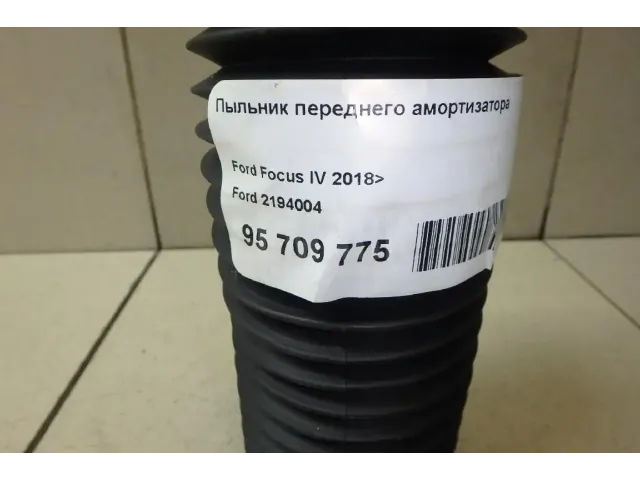 Пыльник переднего амортизатора
Ford Focus IV 2018>
Ford 2194004
95 709 775